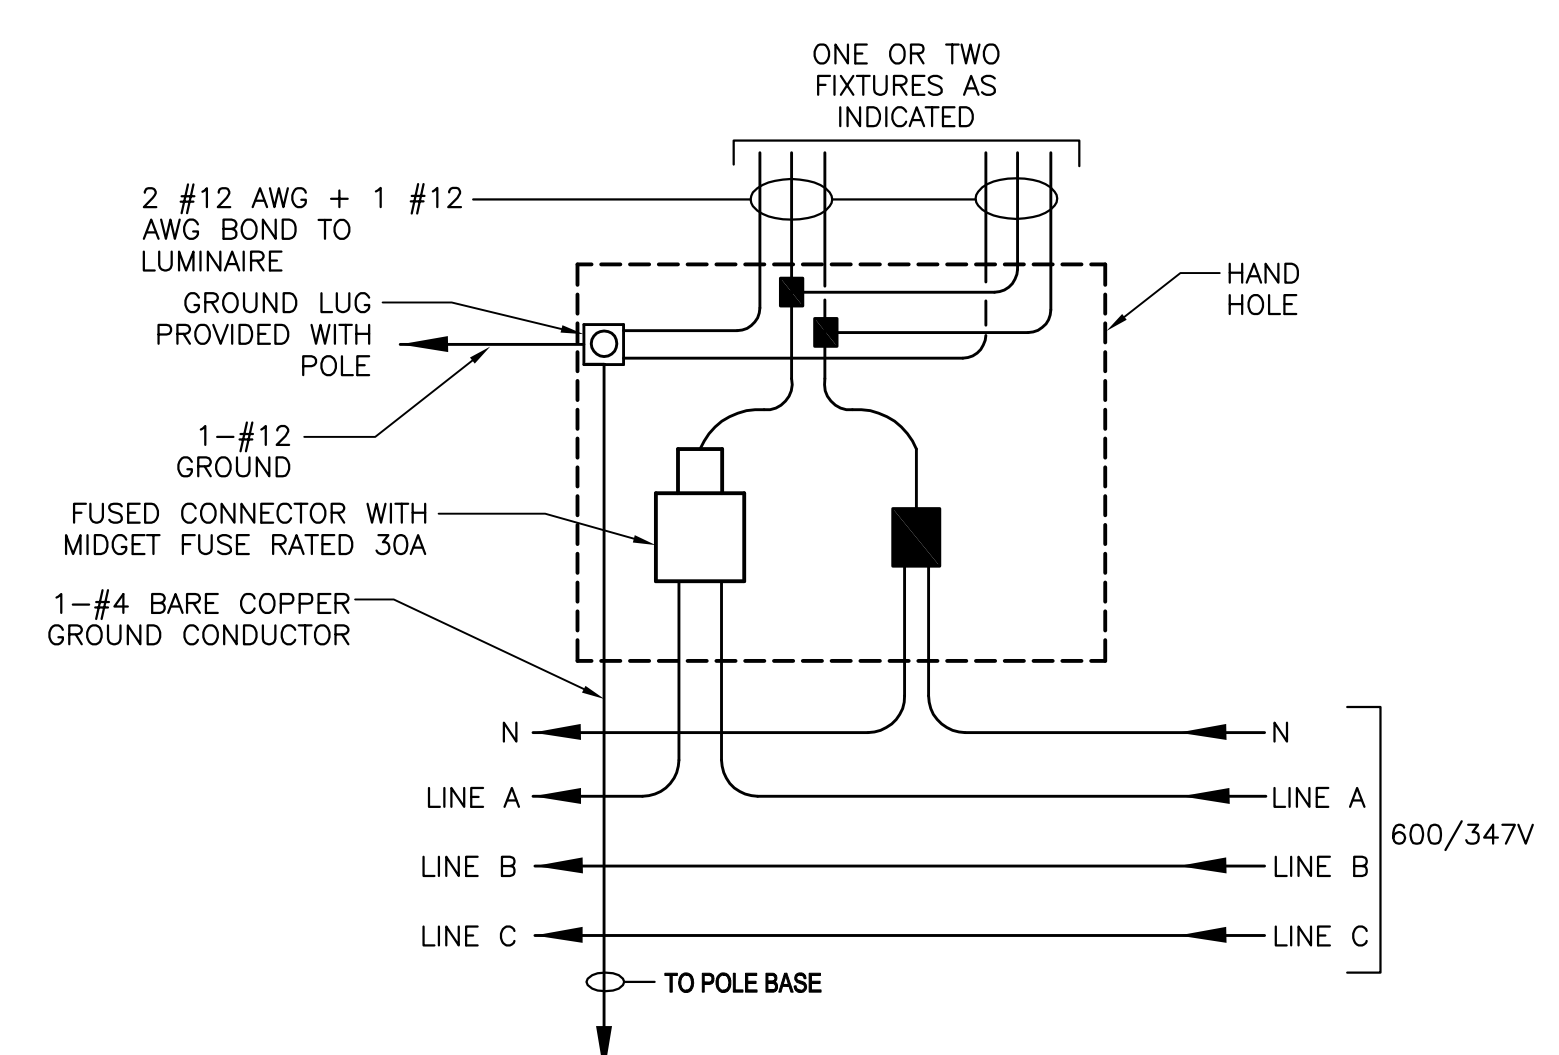 ONE OR TWO
FIXTURES AS
INDICATED
2 #12 AWG + 1 #12
AWG BOND TO
LUMINAIRE
HAND
HOLE
GROUND LUG
PROVIDED WITH
POLE
1-#12
GROUND
FUSED CONNECTOR WITH
MIDGET FUSE RATED 30A
1-#4 BARE COPPER
GROUND CONDUCTOR
N
N
LINE A
LINE A
600/347V
LINE B
LINE B
LINE C
LINE C
TO POLE BASE